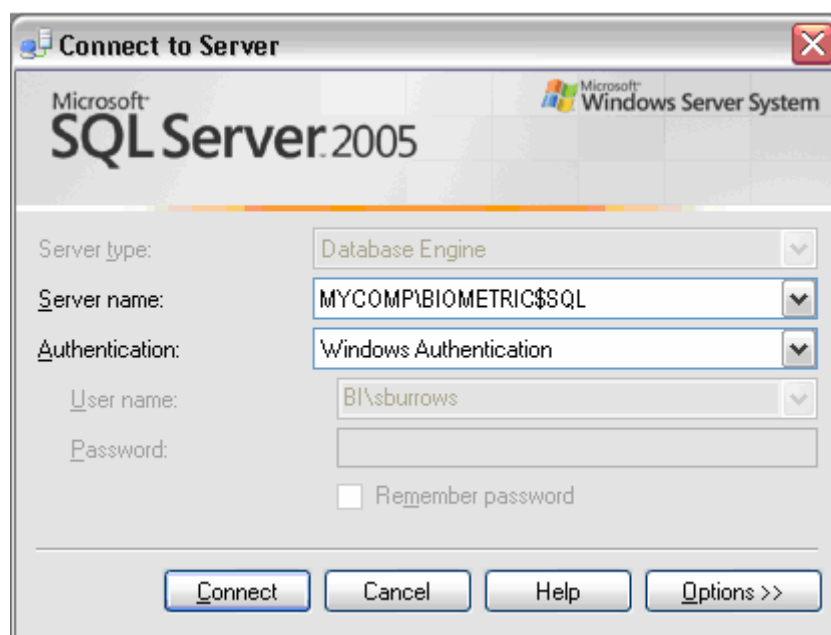 Connect to Server
Microsoft
Windows Server System
Microsoft
SQL Server 2005
Server type: Database Engine
Server name: MYCOMP\BIOMETRIC$SQL
Authentication: Windows Authentication
User name: BI\sburrows
Password:
Remember password
Connect Cancel Help Options >>